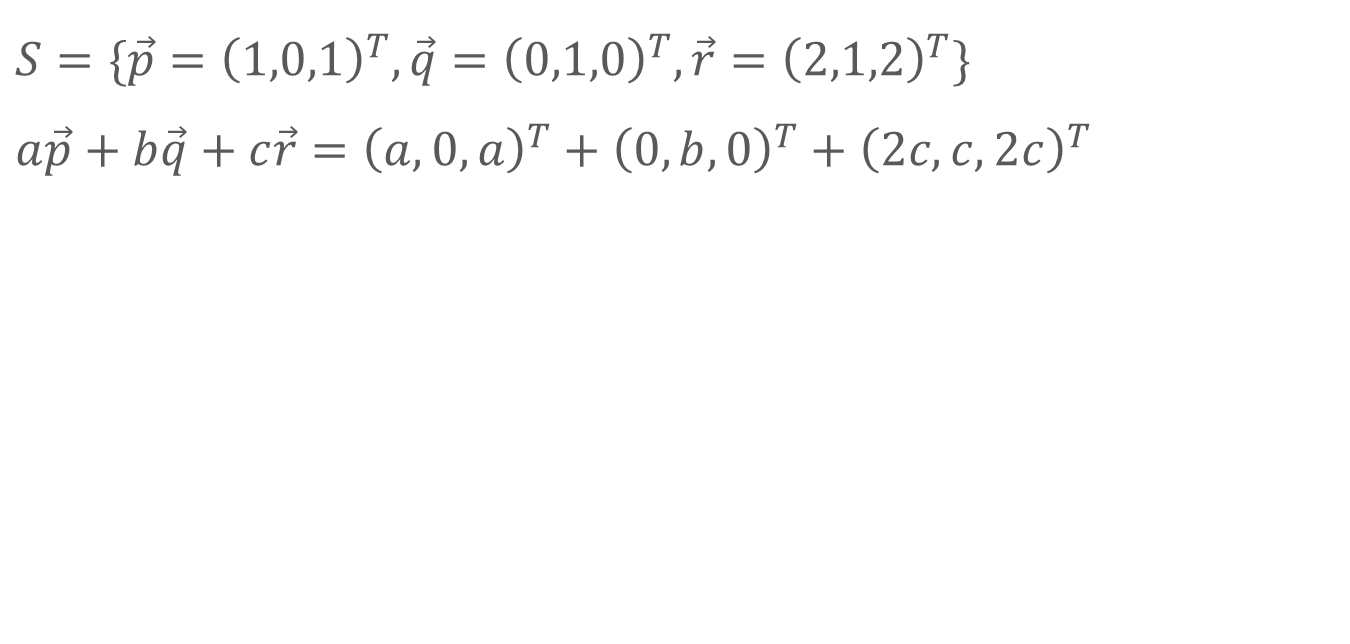 S = {p⃗ = (1,0,1)ᵀ, q⃗ = (0,1,0)ᵀ, r⃗ = (2,1,2)ᵀ}
ap⃗ + bq⃗ + cr⃗ = (a, 0, a)ᵀ + (0, b, 0)ᵀ + (2c, c, 2c)ᵀ